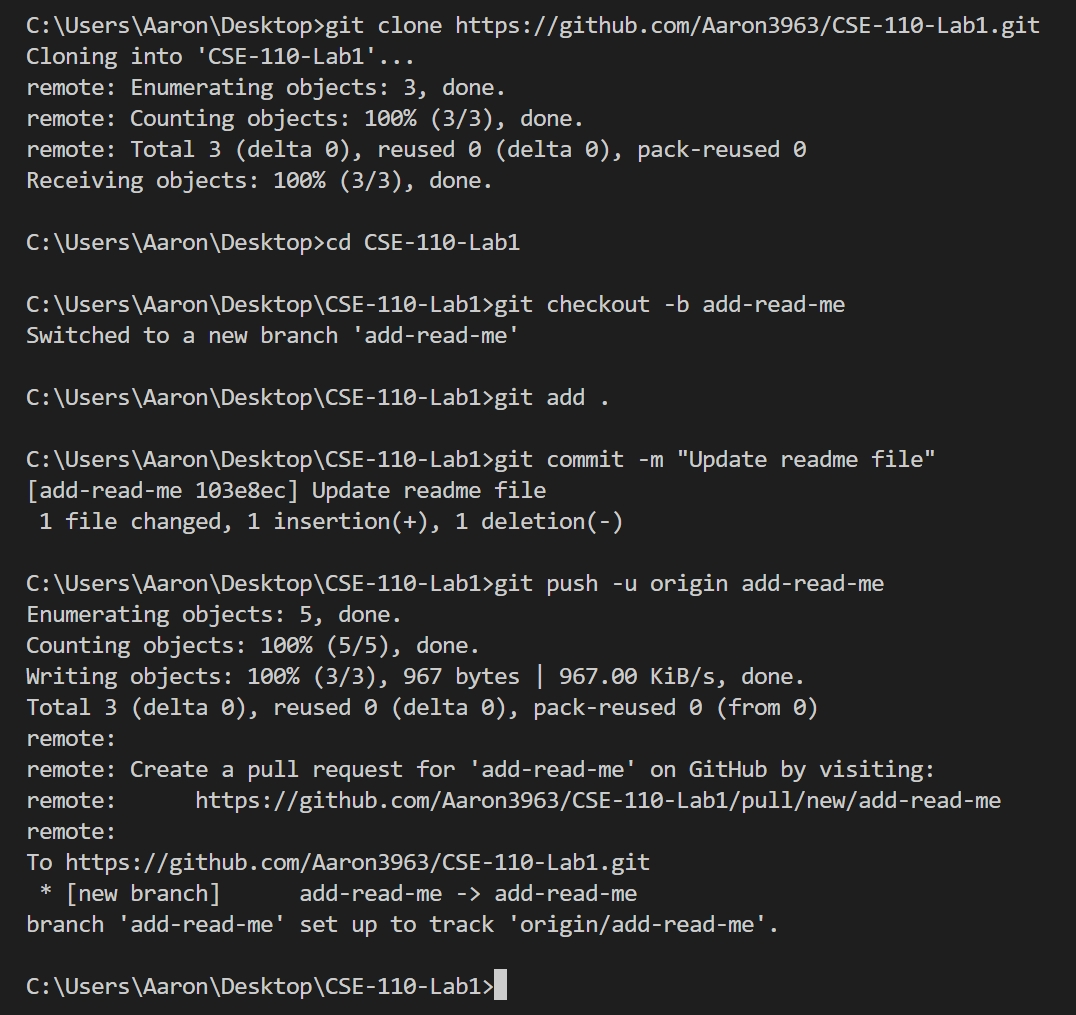 C:\Users\Aaron\Desktop>git clone https://github.com/Aaron3963/CSE-110-Lab1.git
Cloning into 'CSE-110-Lab1'...
remote: Enumerating objects: 3, done.
remote: Counting objects: 100% (3/3), done.
remote: Total 3 (delta 0), reused 0 (delta 0), pack-reused 0
Receiving objects: 100% (3/3), done.
C:\Users\Aaron\Desktop>cd CSE-110-Lab1
C:\Users\Aaron\Desktop\CSE-110-Lab1>git checkout -b add-read-me
Switched to a new branch 'add-read-me'
C:\Users\Aaron\Desktop\CSE-110-Lab1>git add .
C:\Users\Aaron\Desktop\CSE-110-Lab1>git commit -m "Update readme file"
[add-read-me 103e8ec] Update readme file
 1 file changed, 1 insertion(+), 1 deletion(-)
C:\Users\Aaron\Desktop\CSE-110-Lab1>git push -u origin add-read-me
Enumerating objects: 5, done.
Counting objects: 100% (5/5), done.
Writing objects: 100% (3/3), 967 bytes | 967.00 KiB/s, done.
Total 3 (delta 0), reused 0 (delta 0), pack-reused 0 (from 0)
remote:
remote: Create a pull request for 'add-read-me' on GitHub by visiting:
remote:      https://github.com/Aaron3963/CSE-110-Lab1/pull/new/add-read-me
remote:
To https://github.com/Aaron3963/CSE-110-Lab1.git
 * [new branch]      add-read-me -> add-read-me
branch 'add-read-me' set up to track 'origin/add-read-me'.
C:\Users\Aaron\Desktop\CSE-110-Lab1>